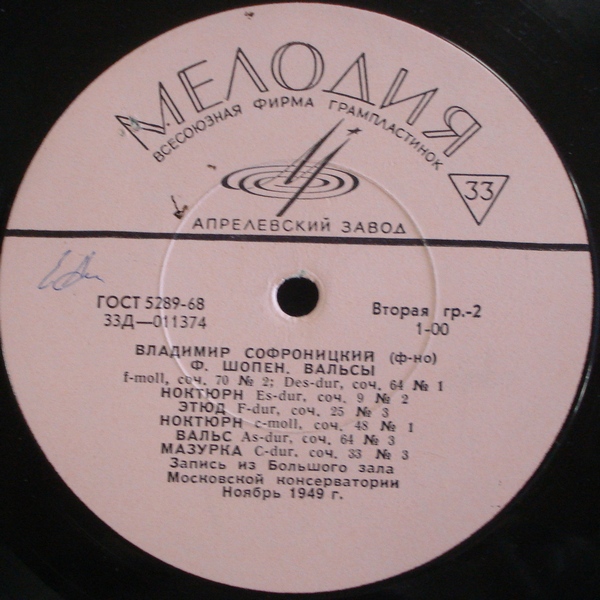 МЕЛОДИЯ
ВСЕСОЮЗНАЯ ФИРМА ГРАМПЛАСТИНОК
33
АПРЕЛЕВСКИЙ ЗАВОД
ГОСТ 5289-68
33Д—011374
Вторая гр.-2
1-00
ВЛАДИМИР СОФРОНИЦКИЙ (ф-но)
Ф. ШОПЕН. ВАЛЬСЫ
f-moll, соч. 70 № 2; Des-dur, соч. 64 № 1
НОКТЮРН Es-dur, соч. 9 № 2
ЭТЮД F-dur, соч. 25 № 3
НОКТЮРН c-moll, соч. 48 № 1
ВАЛЬС As-dur, соч. 64 № 3
МАЗУРКА C-dur, соч. 33 № 3
Запись из Большого зала
Московской консерватории
Ноябрь 1949 г.